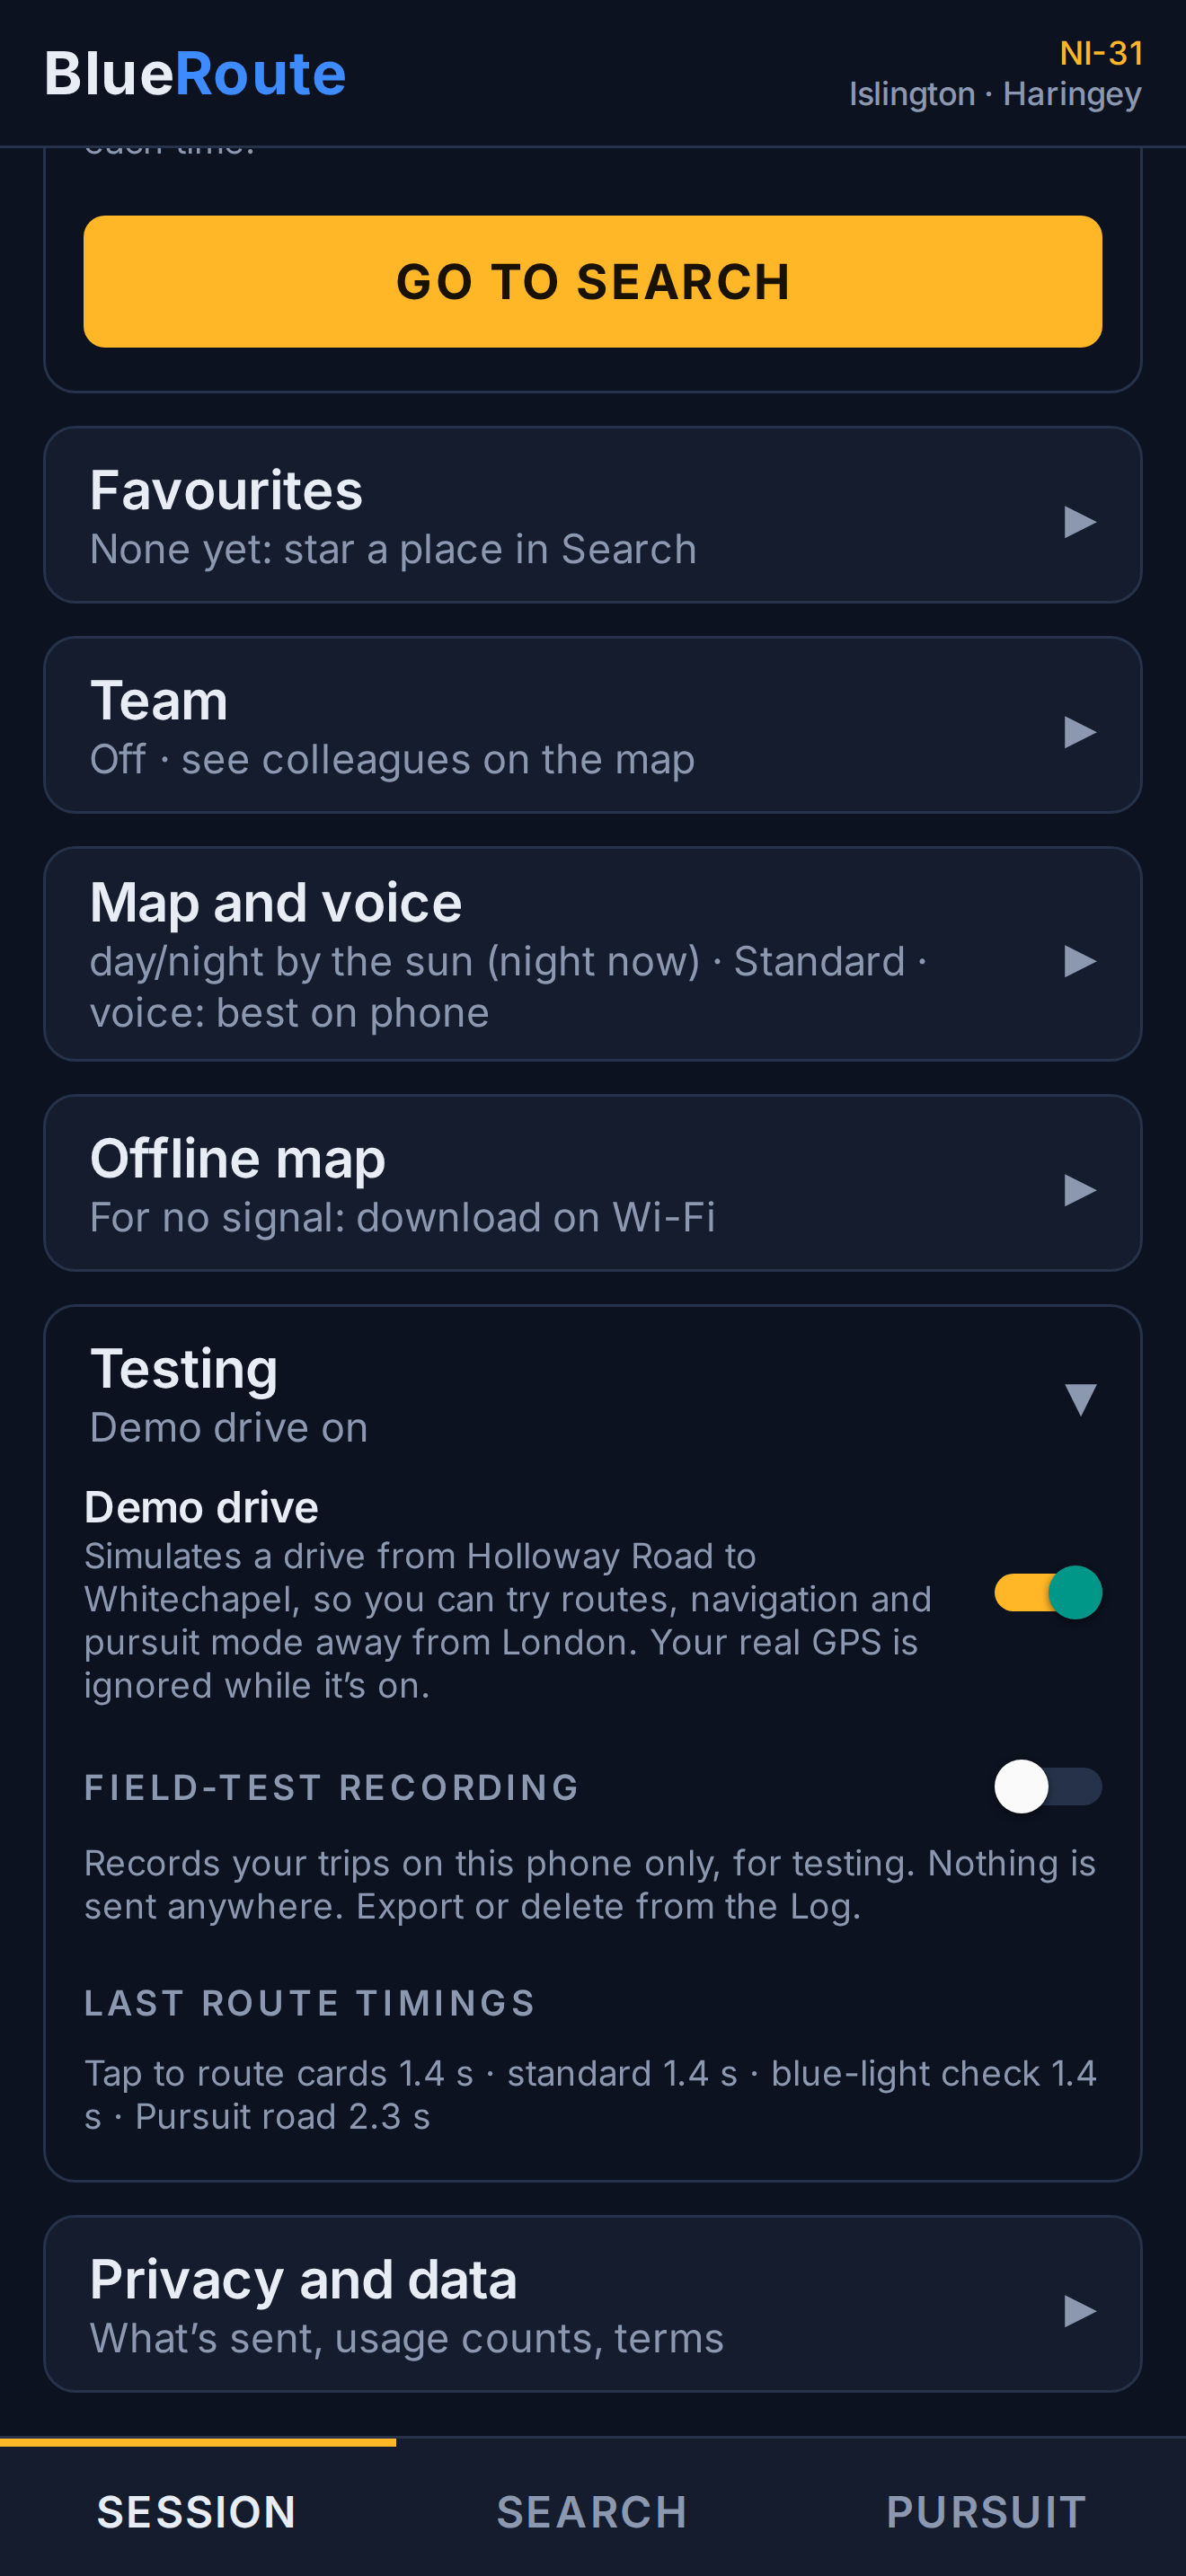 BlueRoute
NI-31
Islington · Haringey
each time.
GO TO SEARCH
Favourites
None yet: star a place in Search
Team
Off · see colleagues on the map
Map and voice
day/night by the sun (night now) · Standard ·
voice: best on phone
Offline map
For no signal: download on Wi-Fi
Testing
Demo drive on
Demo drive
Simulates a drive from Holloway Road to
Whitechapel, so you can try routes, navigation and
pursuit mode away from London. Your real GPS is
ignored while it’s on.
FIELD-TEST RECORDING
Records your trips on this phone only, for testing. Nothing is
sent anywhere. Export or delete from the Log.
LAST ROUTE TIMINGS
Tap to route cards 1.4 s · standard 1.4 s · blue-light check 1.4
s · Pursuit road 2.3 s
Privacy and data
What’s sent, usage counts, terms
SESSION
SEARCH
PURSUIT